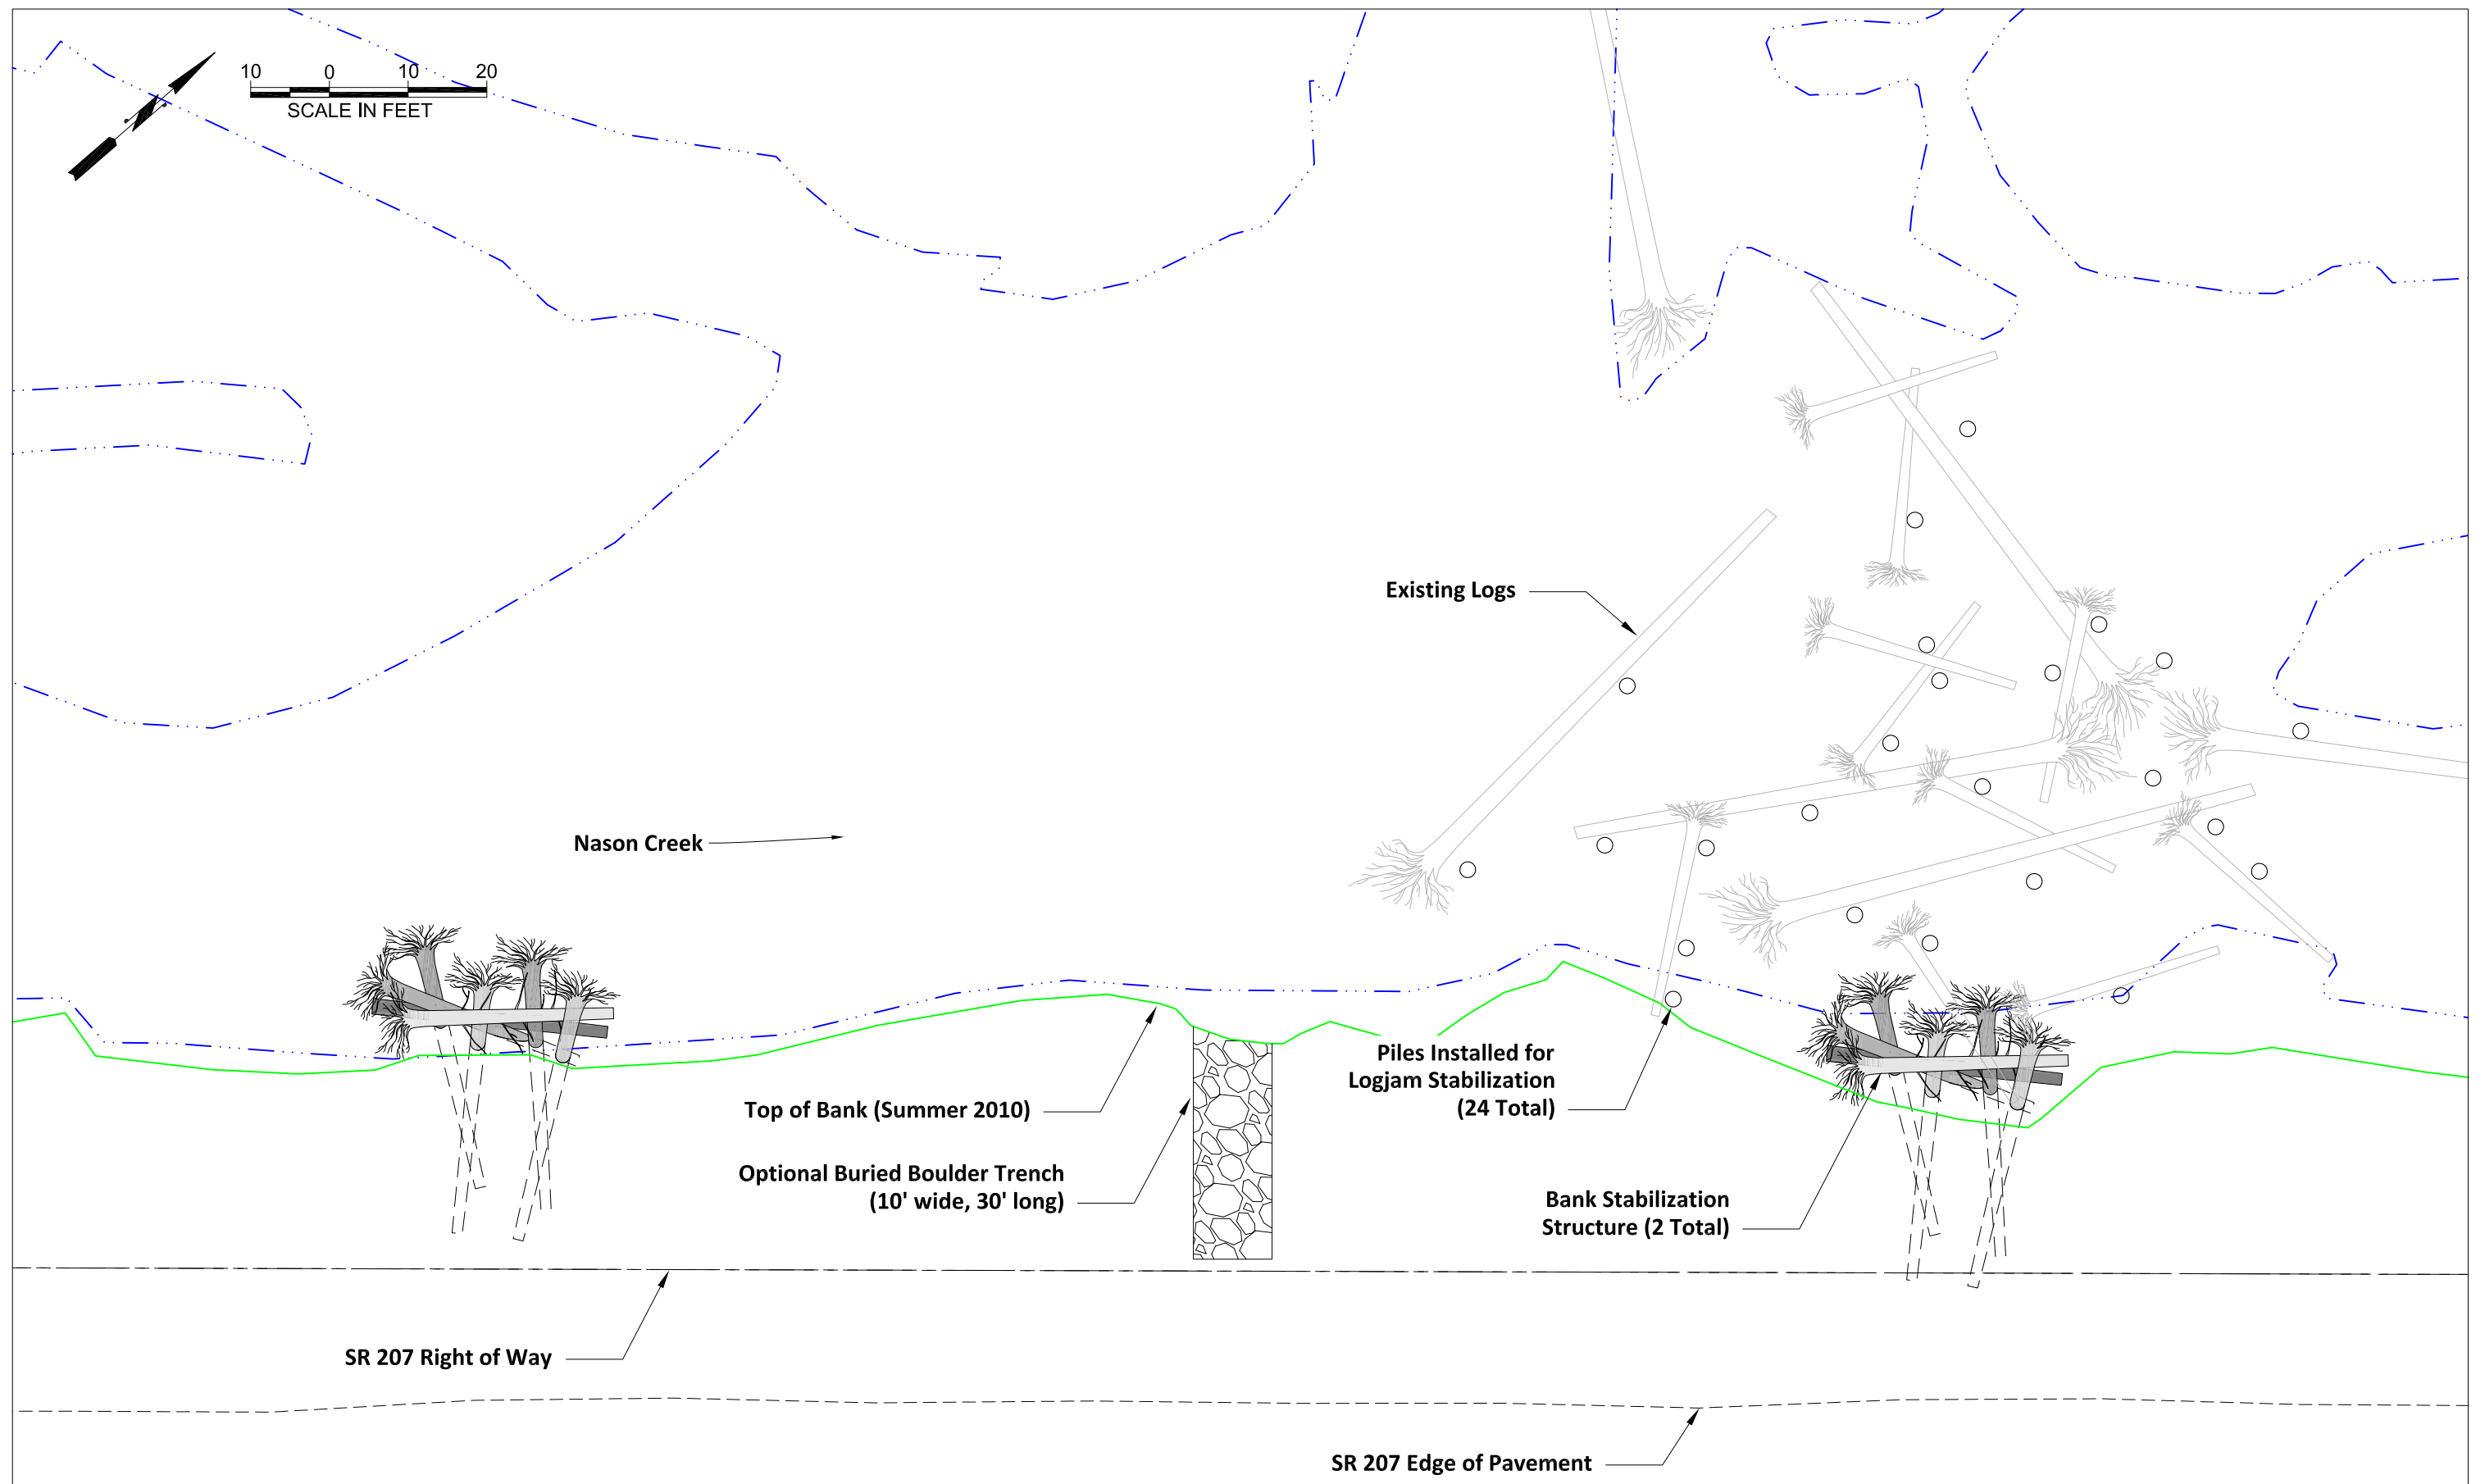 10 0 10 20
SCALE IN FEET
Existing Logs
Nason Creek
Piles Installed for
Logjam Stabilization
(24 Total)
Top of Bank (Summer 2010)
Optional Buried Boulder Trench
(10' wide, 30' long)
Bank Stabilization
Structure (2 Total)
SR 207 Right of Way
SR 207 Edge of Pavement